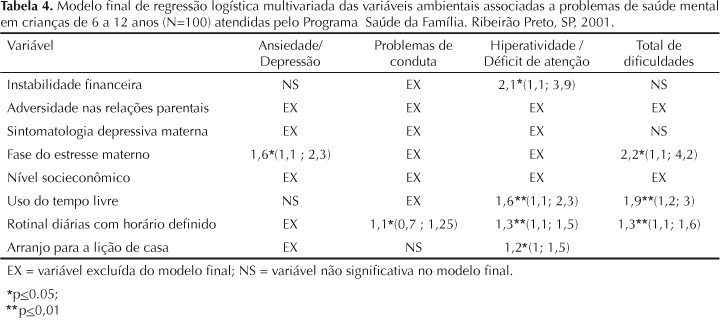 Tabela 4. Modelo final de regressão logística multivariada das variáveis ambientais associadas a problemas de saúde mental
em crianças de 6 a 12 anos (N=100) atendidas pelo Programa Saúde da Família. Ribeirão Preto, SP, 2001.
Variável Ansiedade/ Depressão Problemas de conduta Hiperatividade / Déficit de atenção Total de dificuldades
Instabilidade financeira NS EX 2,1*(1,1; 3,9) NS
Adversidade nas relações parentais EX EX EX EX
Sintomatologia depressiva materna EX EX EX NS
Fase do estresse materno 1,6*(1,1 ; 2,3) EX EX 2,2*(1,1; 4,2)
Nível socieconômico EX EX EX EX
Uso do tempo livre NS EX 1,6**(1,1; 2,3) 1,9**(1,2; 3)
Rotinal diárias com horário definido EX 1,1*(0,7 ; 1,25) 1,3**(1,1; 1,5) 1,3**(1,1; 1,6)
Arranjo para a lição de casa EX NS 1,2*(1; 1,5)
EX = variável excluída do modelo final; NS = variável não significativa no modelo final.
*p≤0.05;
**p≤0,01